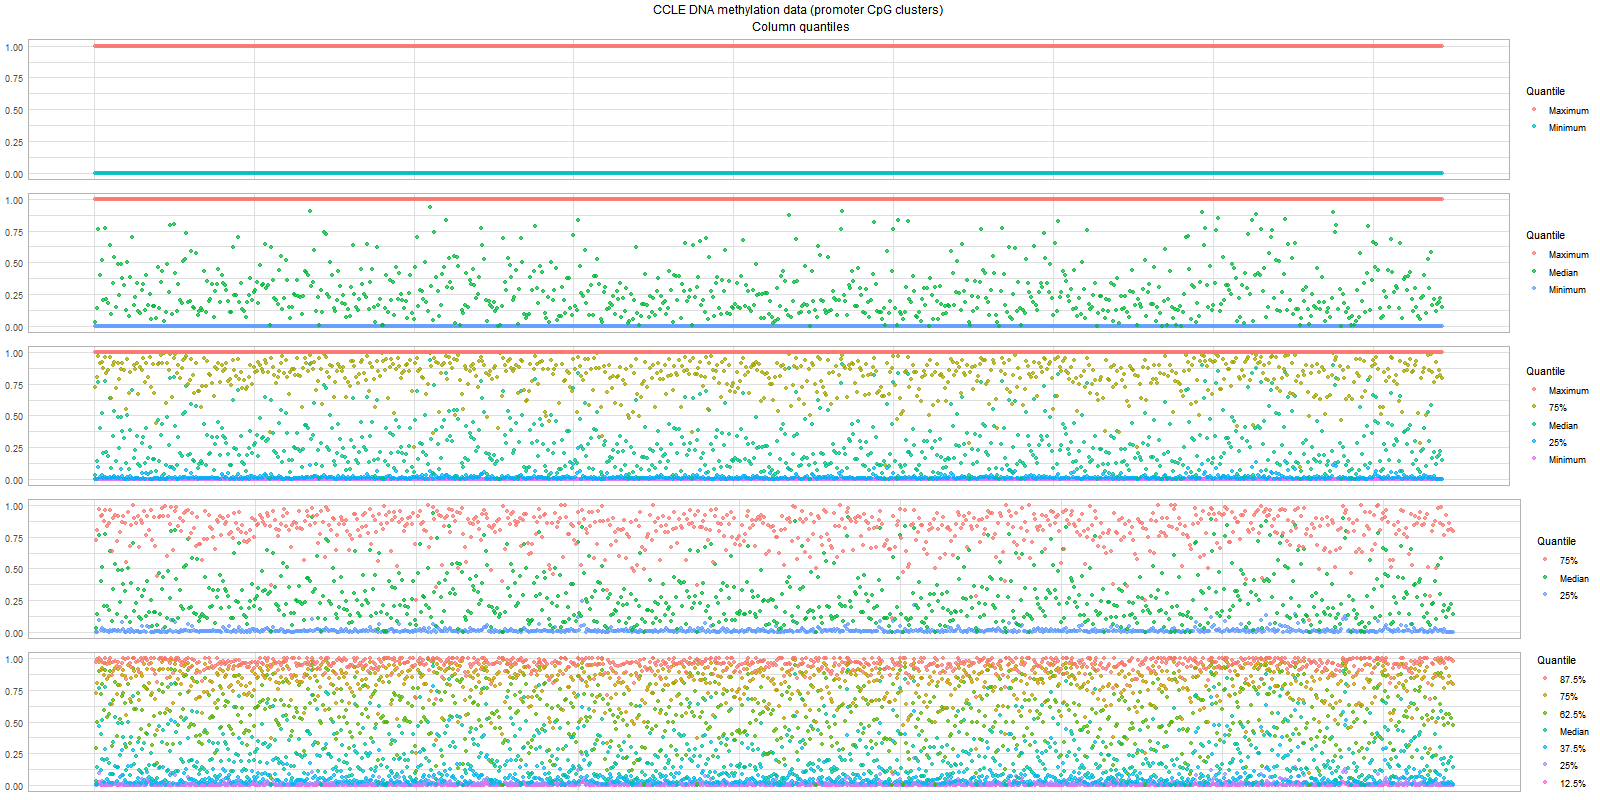 CCLE DNA methylation data (promoter CpG clusters)
Column quantiles
1.00
0.75
0.50
0.25
0.00
Quantile
Maximum
Minimum
1.00
0.75
0.50
0.25
0.00
Quantile
Maximum
Median
Minimum
1.00
0.75
0.50
0.25
0.00
Quantile
Maximum
75%
Median
25%
Minimum
1.00
0.75
0.50
0.25
0.00
Quantile
75%
Median
25%
1.00
0.75
0.50
0.25
0.00
Quantile
87.5%
75%
62.5%
Median
37.5%
25%
12.5%